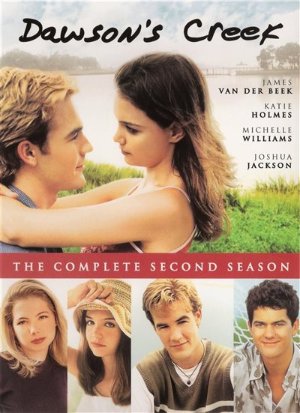 Dawson's Creek
JAMES
VAN DER BEEK
KATIE
HOLMES
MICHELLE
WILLIAMS
JOSHUA
JACKSON
THE COMPLETE SECOND SEASON